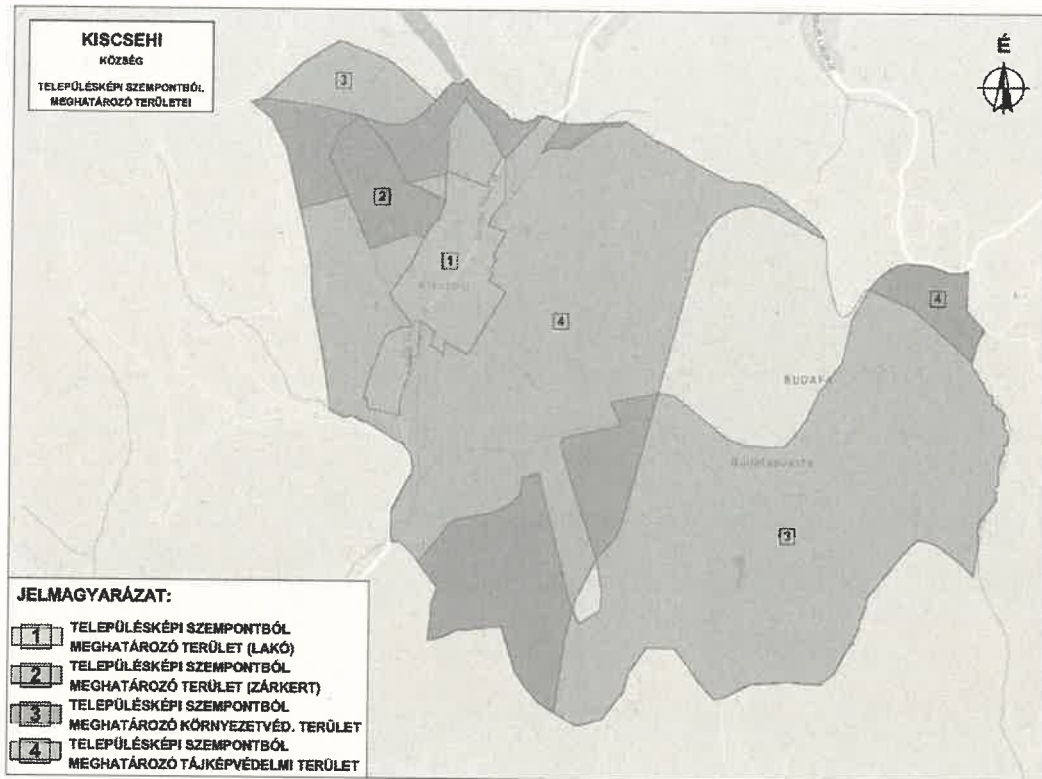 KISCSEHI
KÖZSÉG
TELEPÜLÉSKÉPI SZEMPONTBÓL
MEGHATÁROZÓ TERÜLETEI
É
3
2
1
4
4
BUDAFA
Budafapuszta
3
JELMAGYARÁZAT:
1 TELEPÜLÉSKÉPI SZEMPONTBÓL
MEGHATÁROZÓ TERÜLET (LAKÓ)
2 TELEPÜLÉSKÉPI SZEMPONTBÓL
MEGHATÁROZÓ TERÜLET (ZÁRKERT)
3 TELEPÜLÉSKÉPI SZEMPONTBÓL
MEGHATÁROZÓ KÖRNYEZETVÉD. TERÜLET
4 TELEPÜLÉSKÉPI SZEMPONTBÓL
MEGHATÁROZÓ TÁJKÉPVÉDELMI TERÜLET